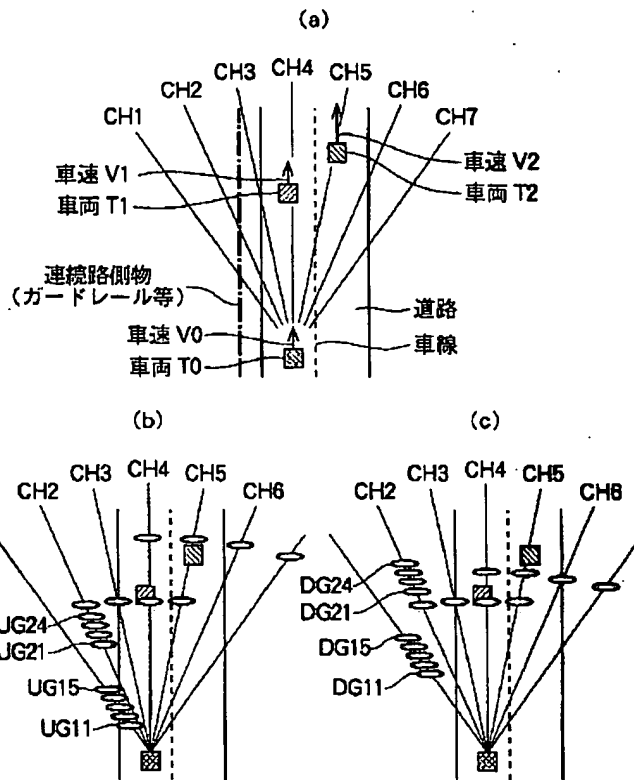 (a)
CH1
CH2
CH3
CH4
CH5
CH6
CH7
車速 V1
車両 T1
車速 V2
車両 T2
連続路側物
(ガードレール等)
車速 V0
車両 T0
道路
車線
(b)
CH2
CH3
CH4
CH5
CH6
UG24
UG21
UG15
UG11
(c)
CH2
CH3
CH4
CH5
CH6
DG24
DG21
DG15
DG11